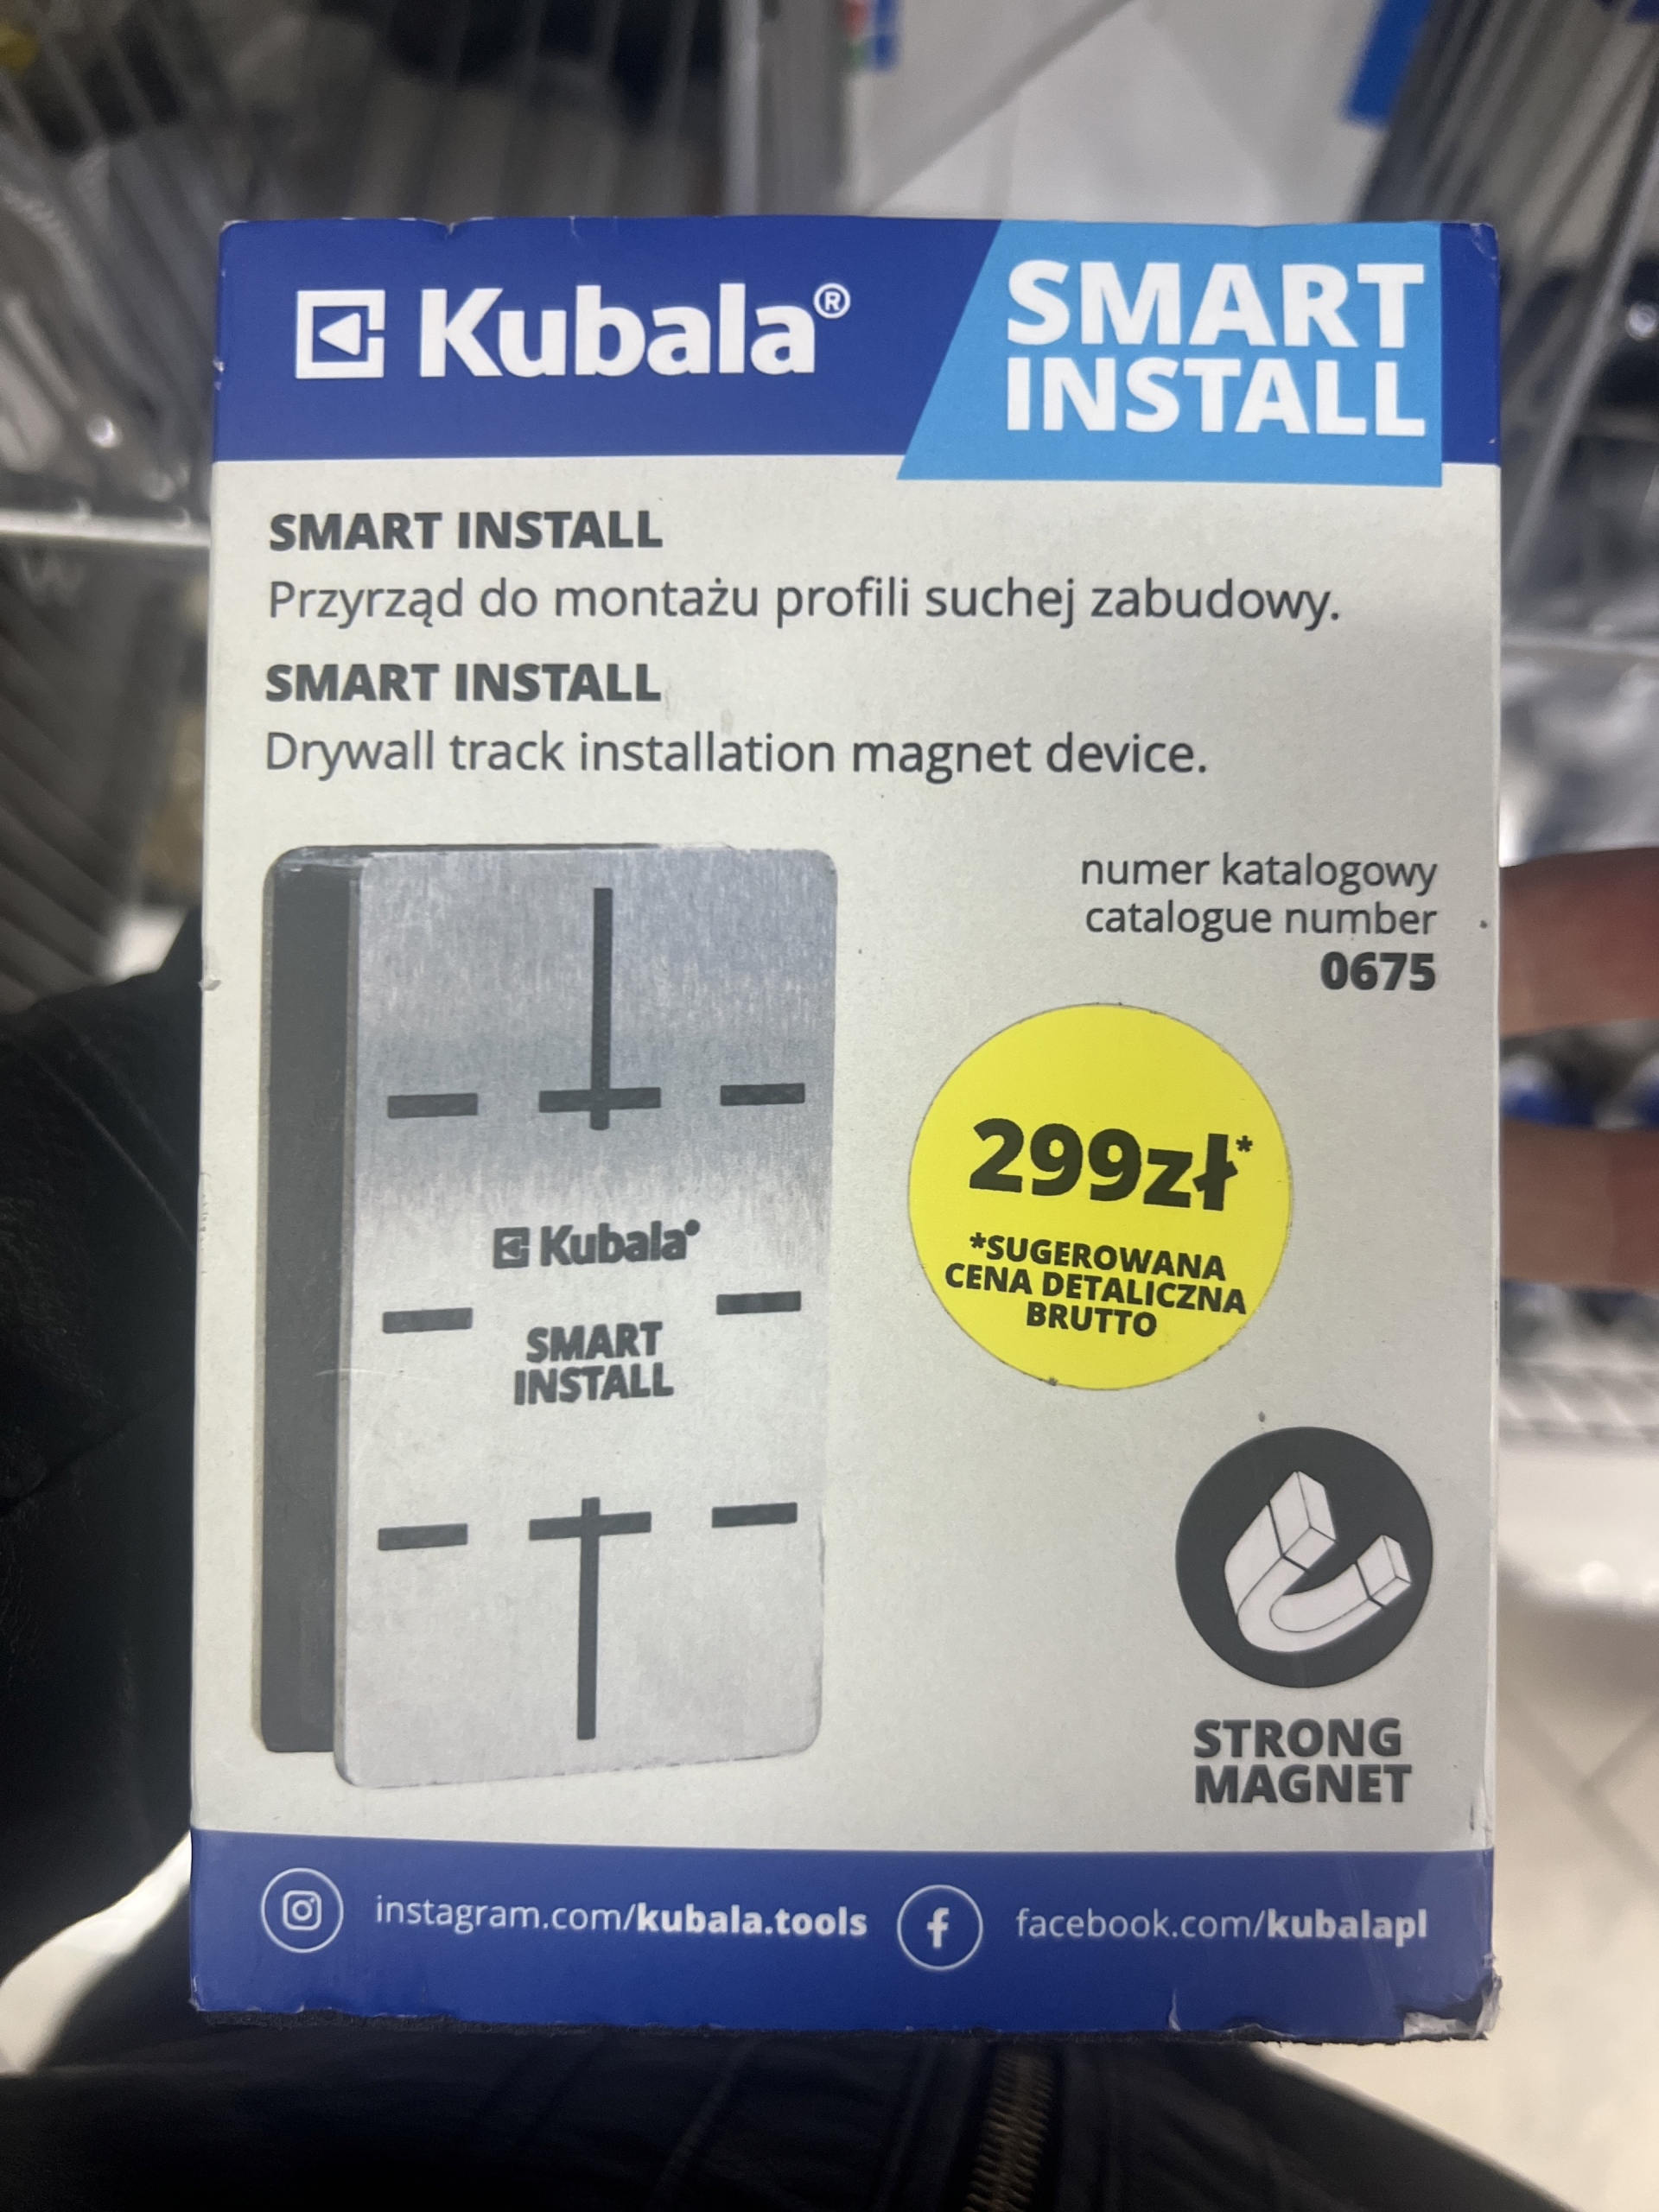 Kubala®
SMART
INSTALL
SMART INSTALL
Przyrząd do montażu profili suchej zabudowy.
SMART INSTALL
Drywall track installation magnet device.
numer katalogowy
catalogue number
0675
299zł*
*SUGEROWANA
CENA DETALICZNA
BRUTTO
Kubala®
SMART
INSTALL
STRONG
MAGNET
instagram.com/kubala.tools
facebook.com/kubalapl